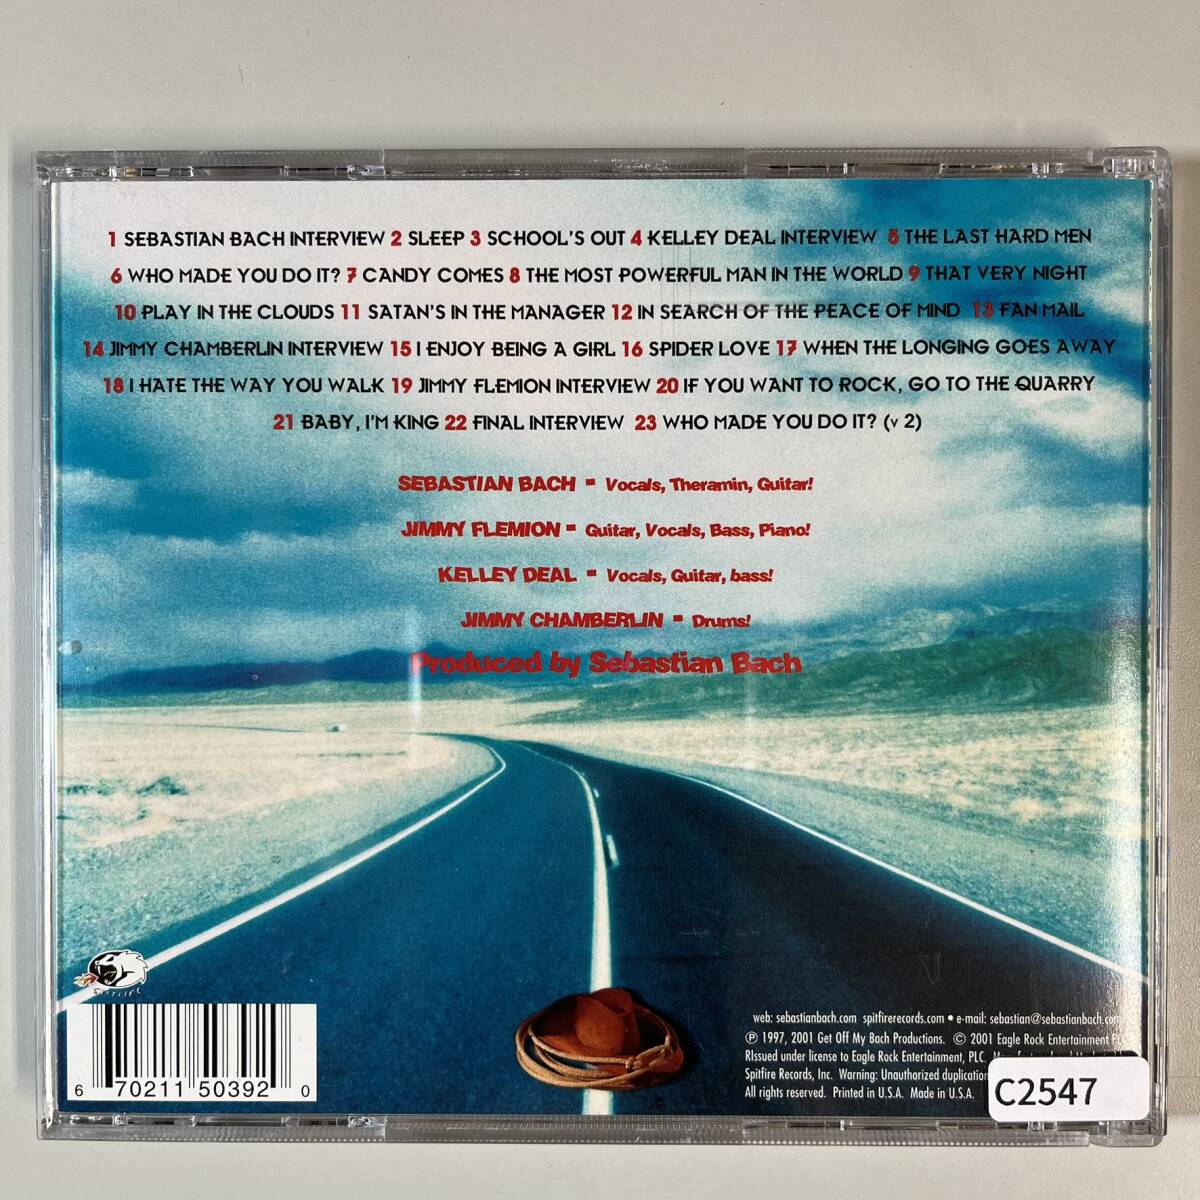 1 SEBASTIAN BACH INTERVIEW 2 SLEEP 3 SCHOOL'S OUT 4 KELLEY DEAL INTERVIEW 5 THE LAST HARD MEN
6 WHO MADE YOU DO IT? 7 CANDY COMES 8 THE MOST POWERFUL MAN IN THE WORLD 9 THAT VERY NIGHT
10 PLAY IN THE CLOUDS 11 SATAN'S IN THE MANAGER 12 IN SEARCH OF THE PEACE OF MIND 13 FAN MAIL
14 JIMMY CHAMBERLIN INTERVIEW 15 I ENJOY BEING A GIRL 16 SPIDER LOVE 17 WHEN THE LONGING GOES AWAY
18 I HATE THE WAY YOU WALK 19 JIMMY FLEMION INTERVIEW 20 IF YOU WANT TO ROCK, GO TO THE QUARRY
21 BABY, I'M KING 22 FINAL INTERVIEW 23 WHO MADE YOU DO IT? (v 2)
SEBASTIAN BACH - Vocals, Theramin, Guitar!
JIMMY FLEMION - Guitar, Vocals, Bass, Piano!
KELLEY DEAL - Vocals, Guitar, bass!
JIMMY CHAMBERLIN - Drums!
Produced by Sebastian Bach
SPITFIRE
6 70211 50392 0
web: sebastianbach.com spitfirerecords.com • e-mail: sebastian@sebastianbach.com
℗ 1997, 2001 Get Off My Bach Productions. © 2001 Eagle Rock Entertainment
RIssued under license to Eagle Rock Entertainment, PLC.
Spitfire Records, Inc. Warning: Unauthorized duplication
All rights reserved. Printed in U.S.A. Made in U.S.A.
C2547